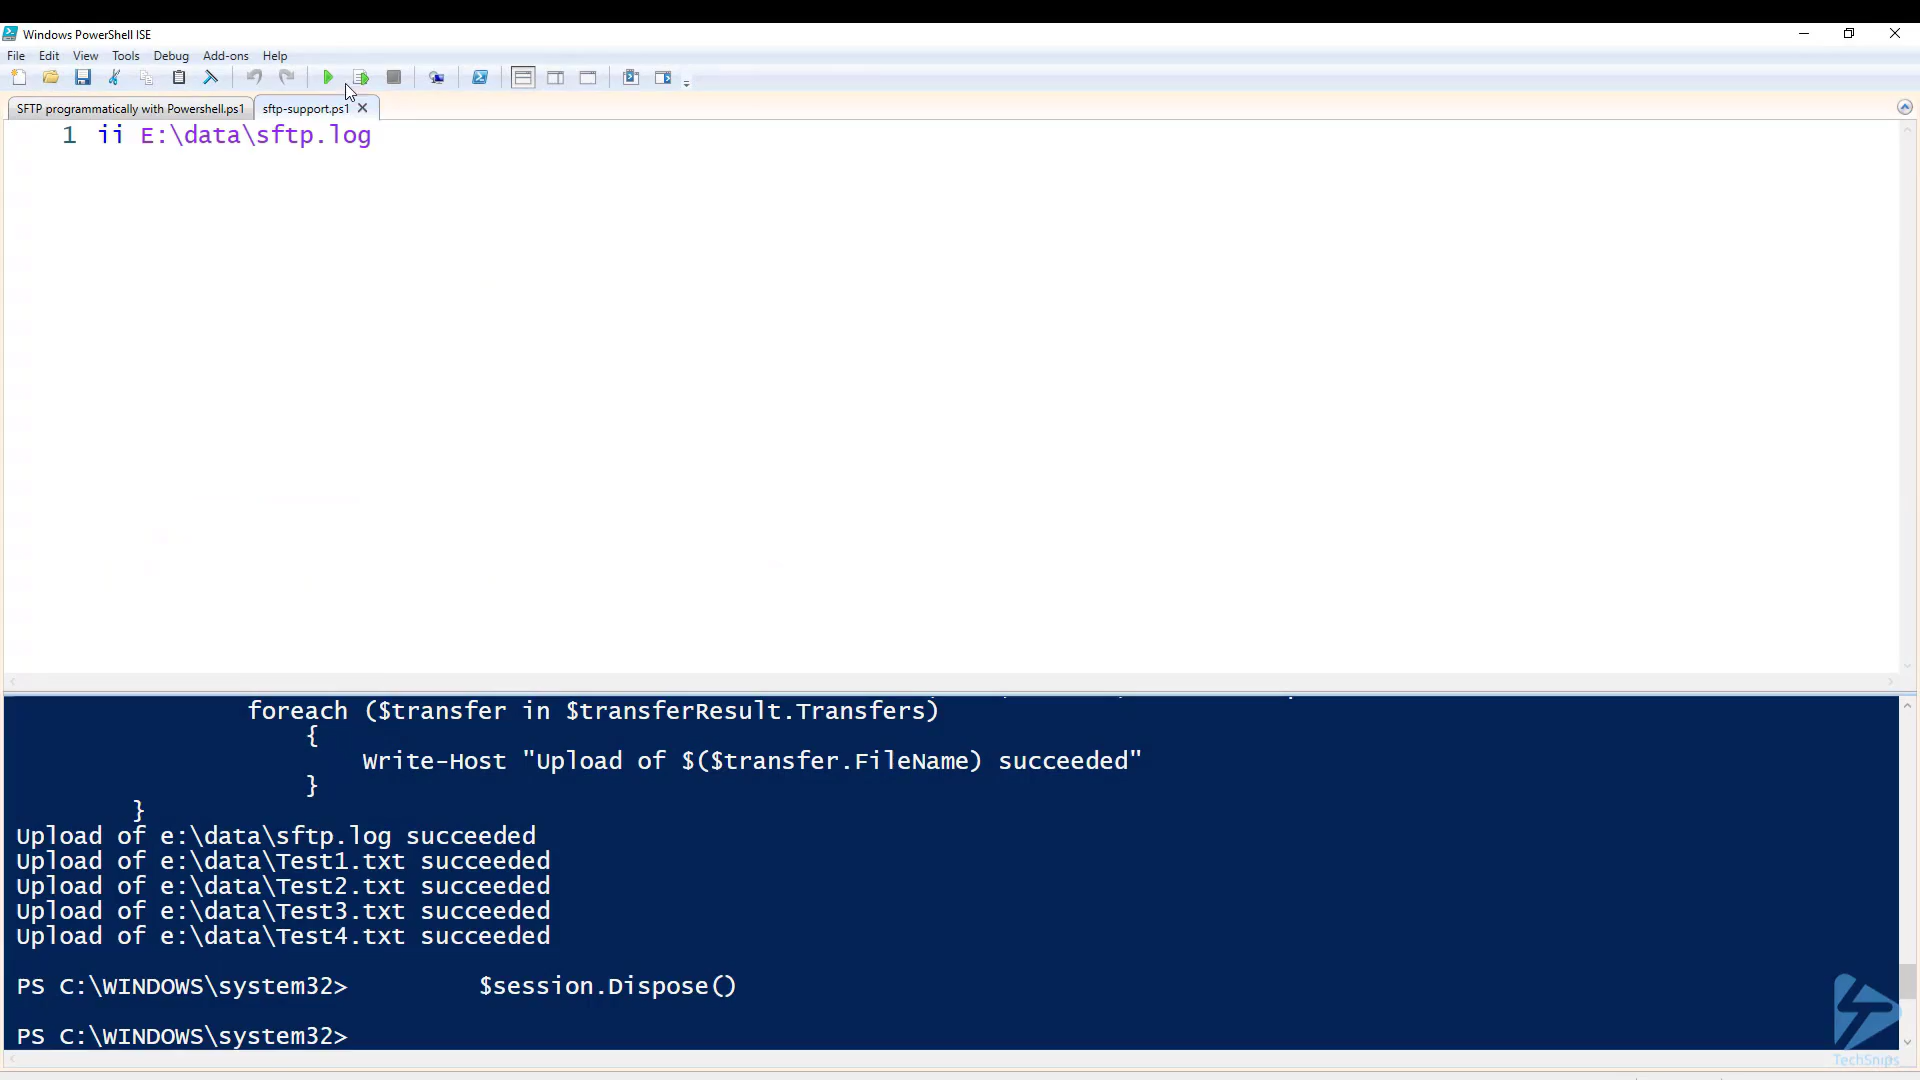 Windows PowerShell ISE
File Edit View Tools Debug Add-ons Help
SFTP programmatically with Powershell.ps1 sftp-support.ps1
1 ii E:\data\sftp.log
foreach ($transfer in $transferResult.Transfers)
{
Write-Host "Upload of $($transfer.FileName) succeeded"
}
}
Upload of e:\data\sftp.log succeeded
Upload of e:\data\Test1.txt succeeded
Upload of e:\data\Test2.txt succeeded
Upload of e:\data\Test3.txt succeeded
Upload of e:\data\Test4.txt succeeded
PS C:\WINDOWS\system32> $session.Dispose()
PS C:\WINDOWS\system32>
TechSnips